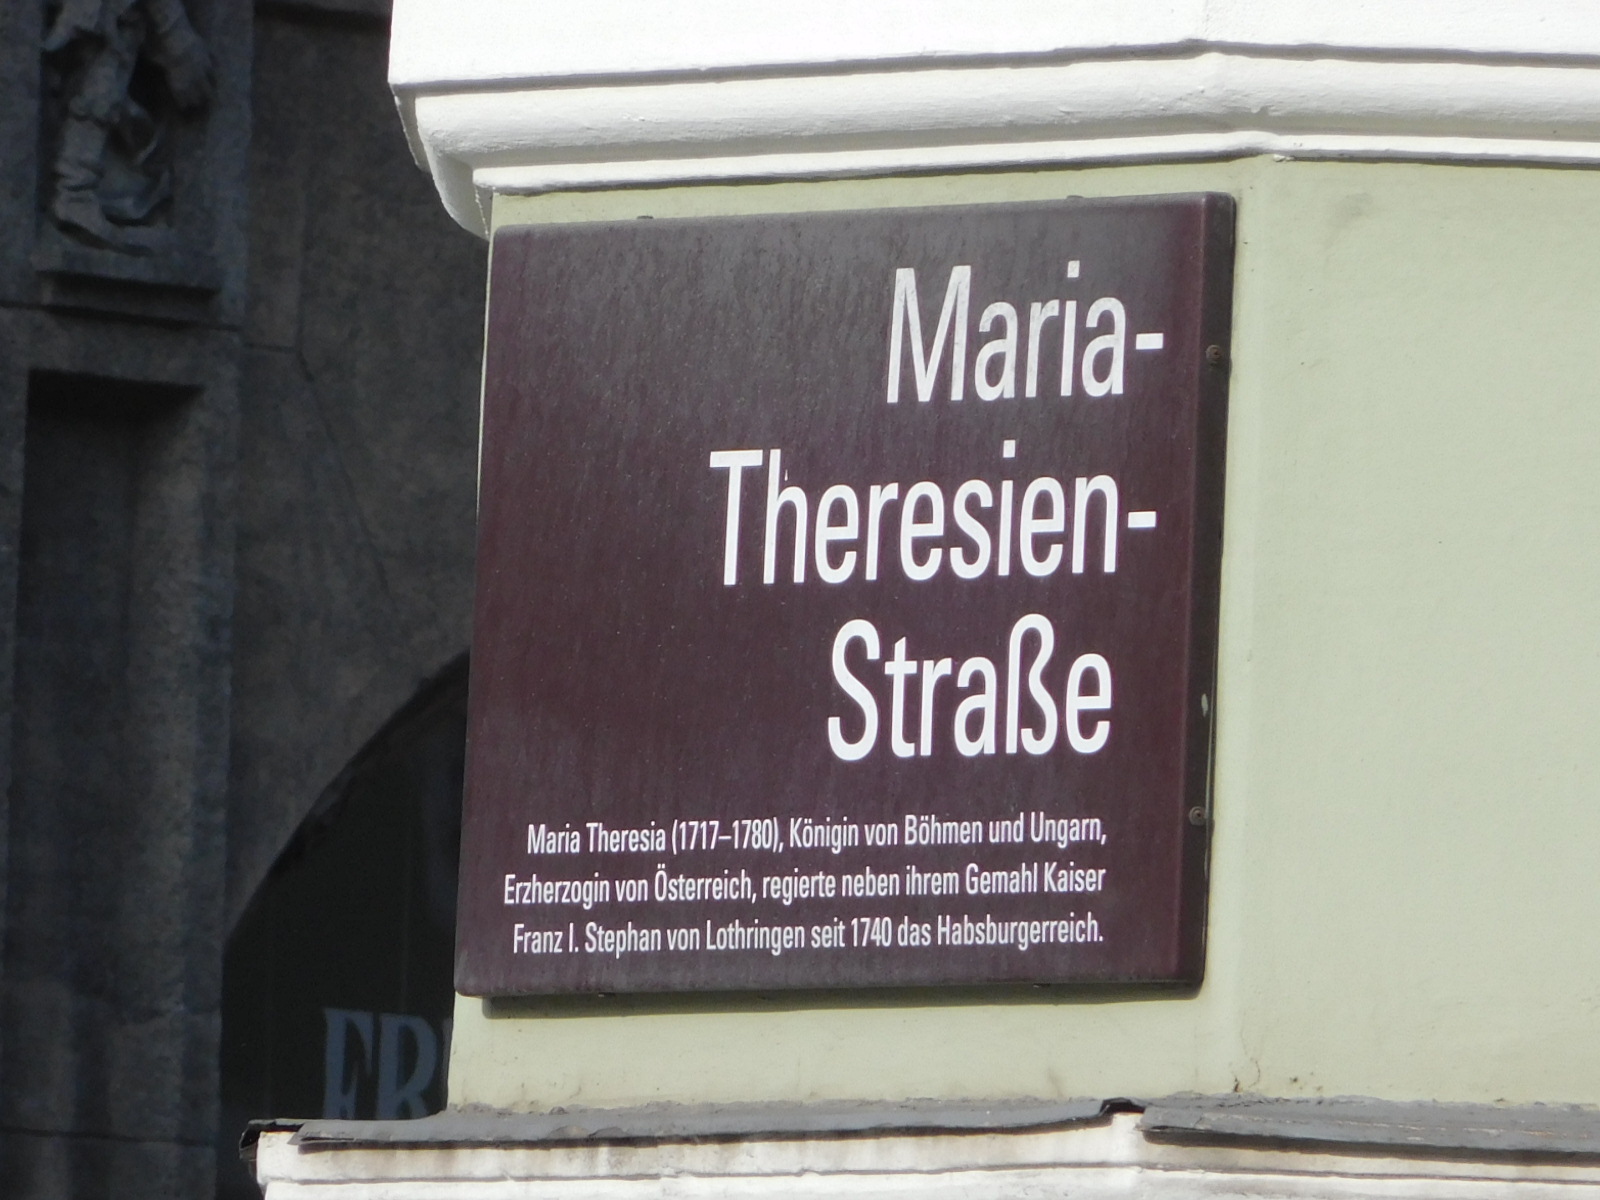 Maria-
Theresien-
Straße
Maria Theresia (1717–1780), Königin von Böhmen und Ungarn,
Erzherzogin von Österreich, regierte neben ihrem Gemahl Kaiser
Franz I. Stephan von Lothringen seit 1740 das Habsburgerreich.